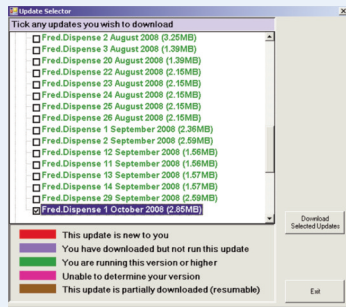 Update Selector
Tick any updates you wish to download
Fred.Dispense 2 August 2008 (3.25MB)
Fred.Dispense 3 August 2008 (1.39MB)
Fred.Dispense 20 August 2008 (1.39MB)
Fred.Dispense 22 August 2008 (2.15MB)
Fred.Dispense 23 August 2008 (2.15MB)
Fred.Dispense 24 August 2008 (2.15MB)
Fred.Dispense 25 August 2008 (2.15MB)
Fred.Dispense 26 August 2008 (2.15MB)
Fred.Dispense 1 September 2008 (2.36MB)
Fred.Dispense 2 September 2008 (2.59MB)
Fred.Dispense 12 September 2008 (1.56MB)
Fred.Dispense 11 September 2008 (1.56MB)
Fred.Dispense 13 September 2008 (1.57MB)
Fred.Dispense 14 September 2008 (1.57MB)
Fred.Dispense 29 September 2008 (2.59MB)
Fred.Dispense 1 October 2008 (2.85MB)
Download
Selected Updates
This update is new to you
You have downloaded but not run this update
You are running this version or higher
Unable to determine your version
This update is partially downloaded (resumable)
Exit